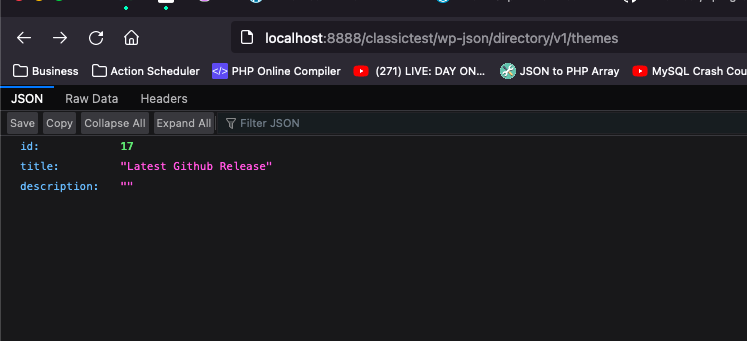 localhost:8888/classictest/wp-json/directory/v1/themes
Business Action Scheduler </> PHP Online Compiler (271) LIVE: DAY ON... JSON to PHP Array MySQL Crash Cou
JSON Raw Data Headers
Save Copy Collapse All Expand All Filter JSON
id: 17
title: "Latest Github Release"
description: ""